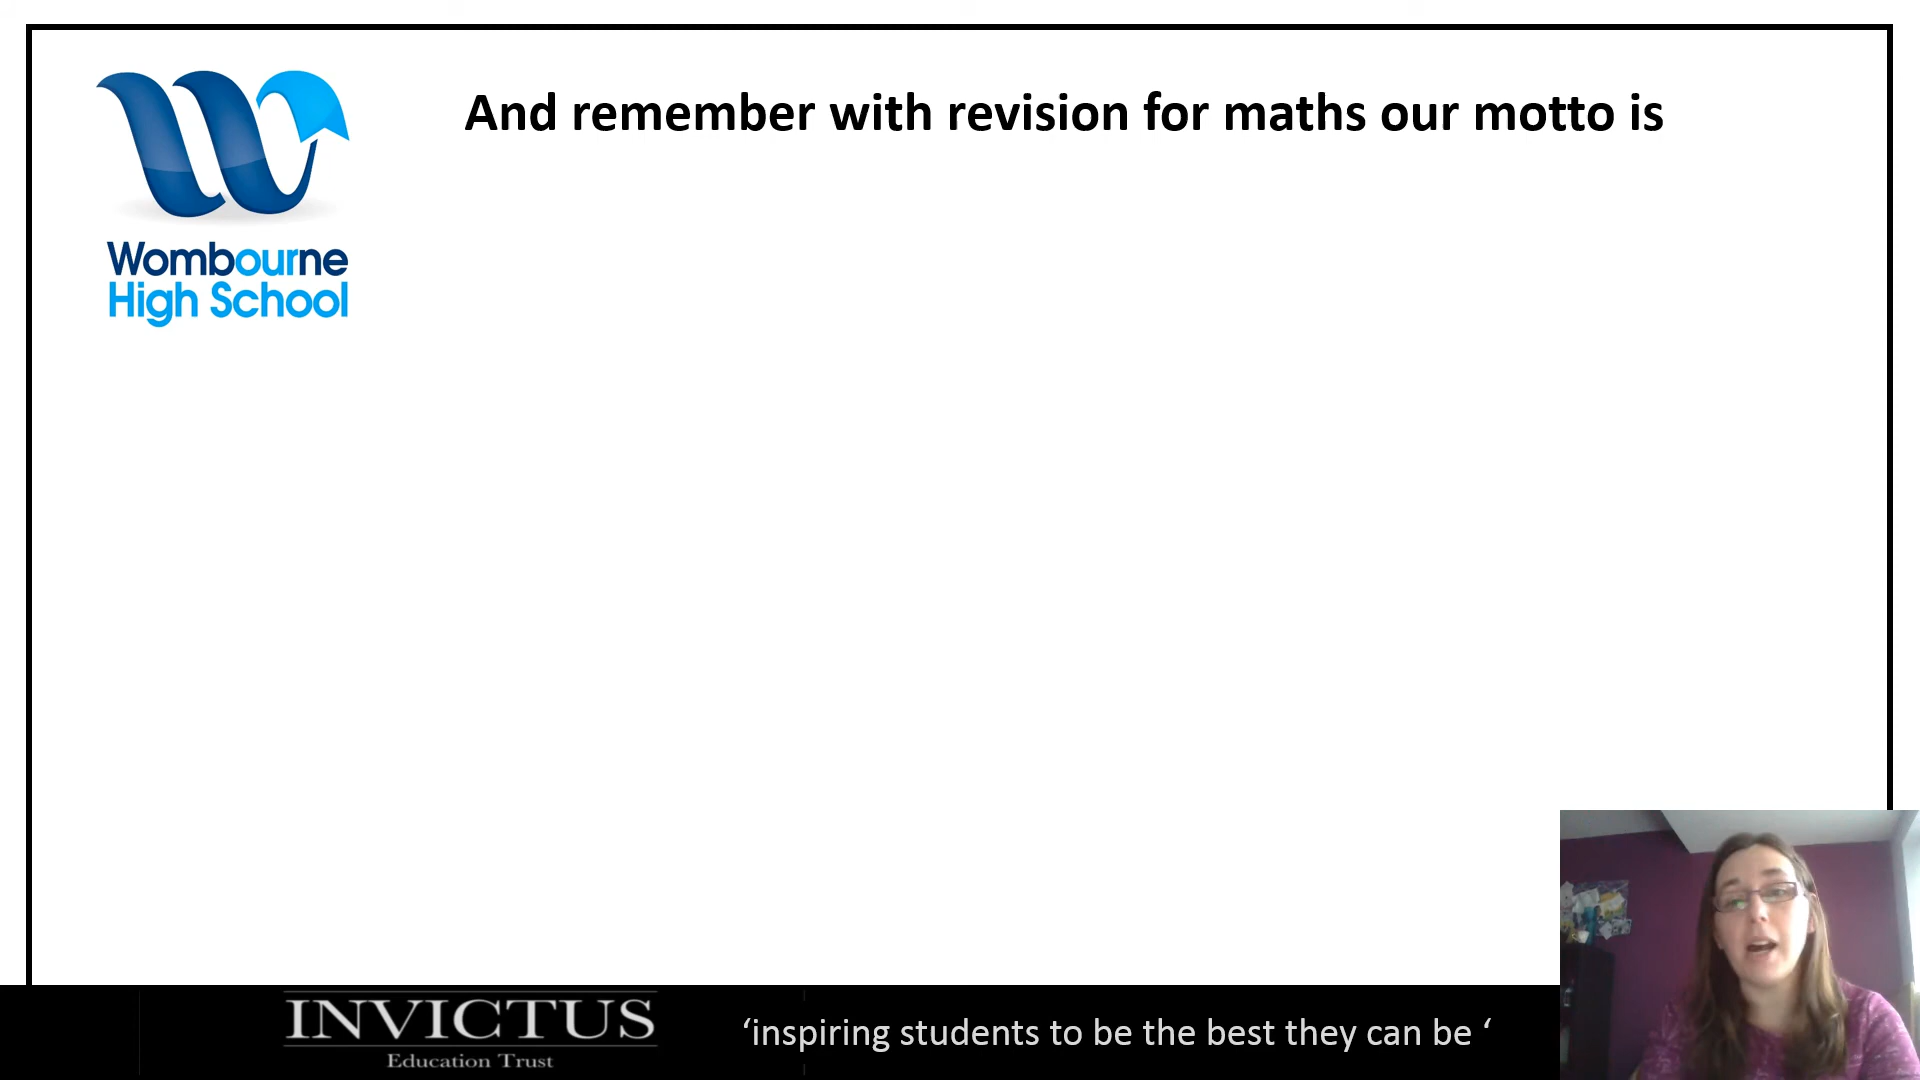 And remember with revision for maths our motto is
Wombourne
High School
INVICTUS
Education Trust
‘inspiring students to be the best they can be ‘